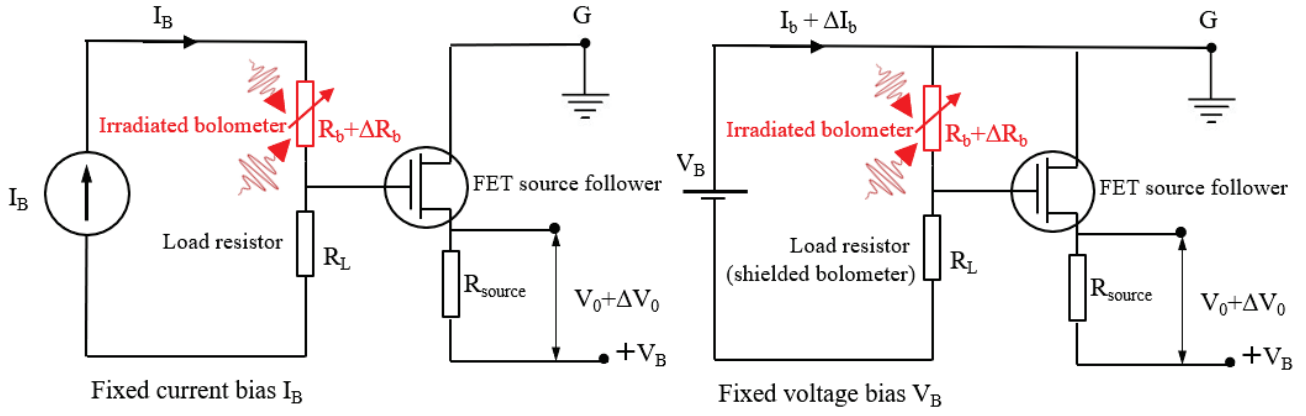 I_B
G
I_B
Irradiated bolometer
R_b+ΔR_b
FET source follower
Load resistor
R_L
R_source
V_0+ΔV_0
+V_B
Fixed current bias I_B
I_b + ΔI_b
G
V_B
Irradiated bolometer
R_b+ΔR_b
FET source follower
Load resistor
(shielded bolometer)
R_L
R_source
V_0+ΔV_0
+V_B
Fixed voltage bias V_B